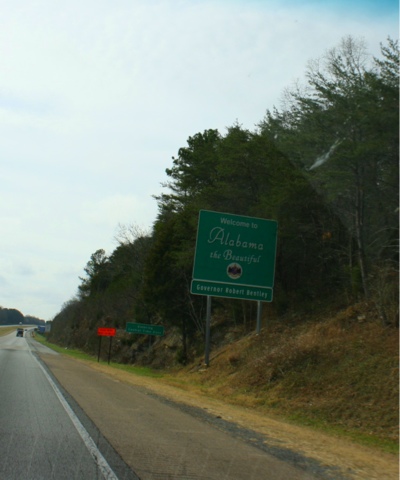 Welcome to
Alabama
the Beautiful
Governor Robert Bentley